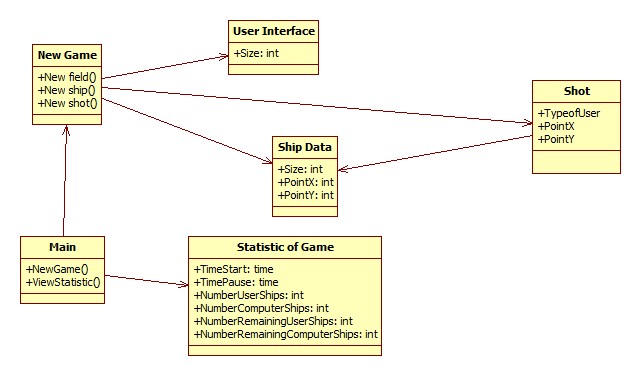 User Interface
+Size: int
New Game
+New field()
+New ship()
+New shot()
Shot
+TypeofUser
+PointX
+PointY
Ship Data
+Size: int
+PointX: int
+PointY: int
Main
+NewGame()
+ViewStatistic()
Statistic of Game
+TimeStart: time
+TimePause: time
+NumberUserShips: int
+NumberComputerShips: int
+NumberRemainingUserShips: int
+NumberRemainingComputerShips: int